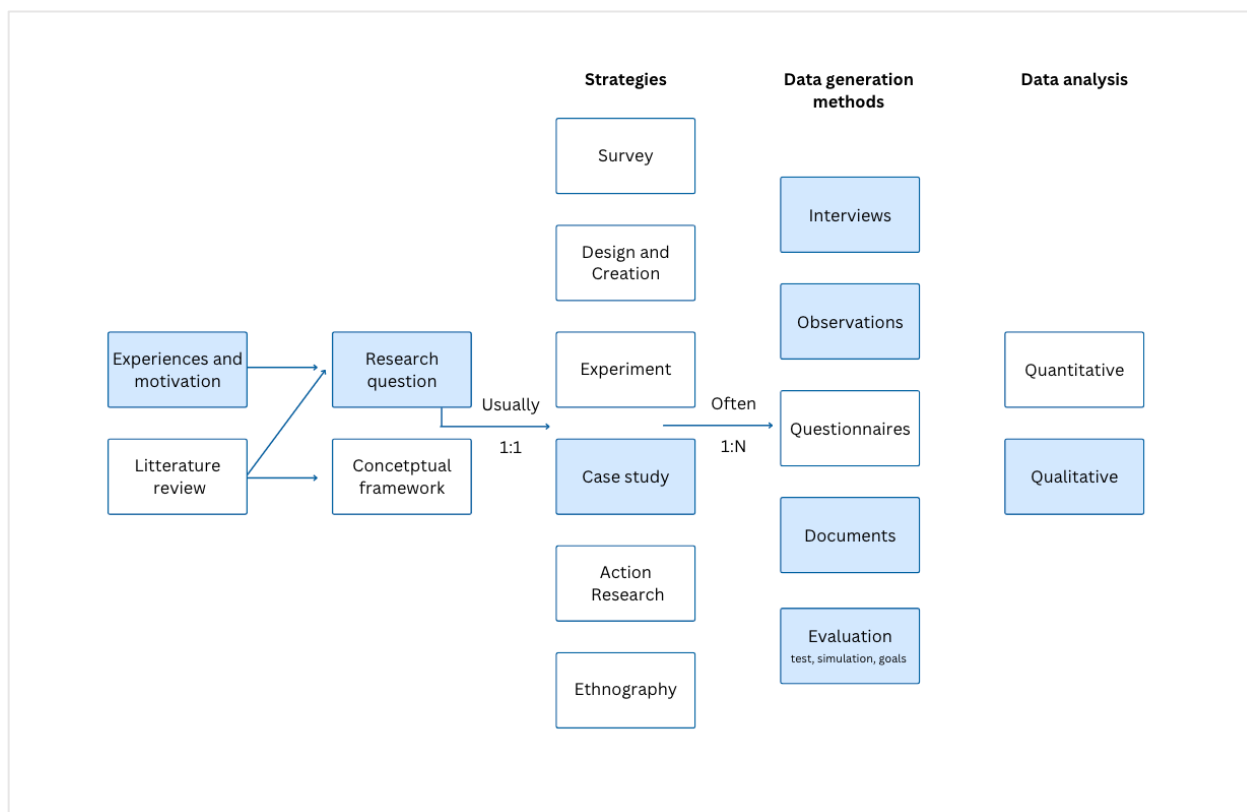 Strategies
Data generation
methods
Data analysis
Survey
Interviews
Design and
Creation
Observations
Experiences and
motivation
Research
question
Experiment
Quantitative
Usually
1:1
Often
1:N
Questionnaires
Litterature
review
Concetptual
framework
Case study
Qualitative
Documents
Action
Research
Evaluation
test, simulation, goals
Ethnography